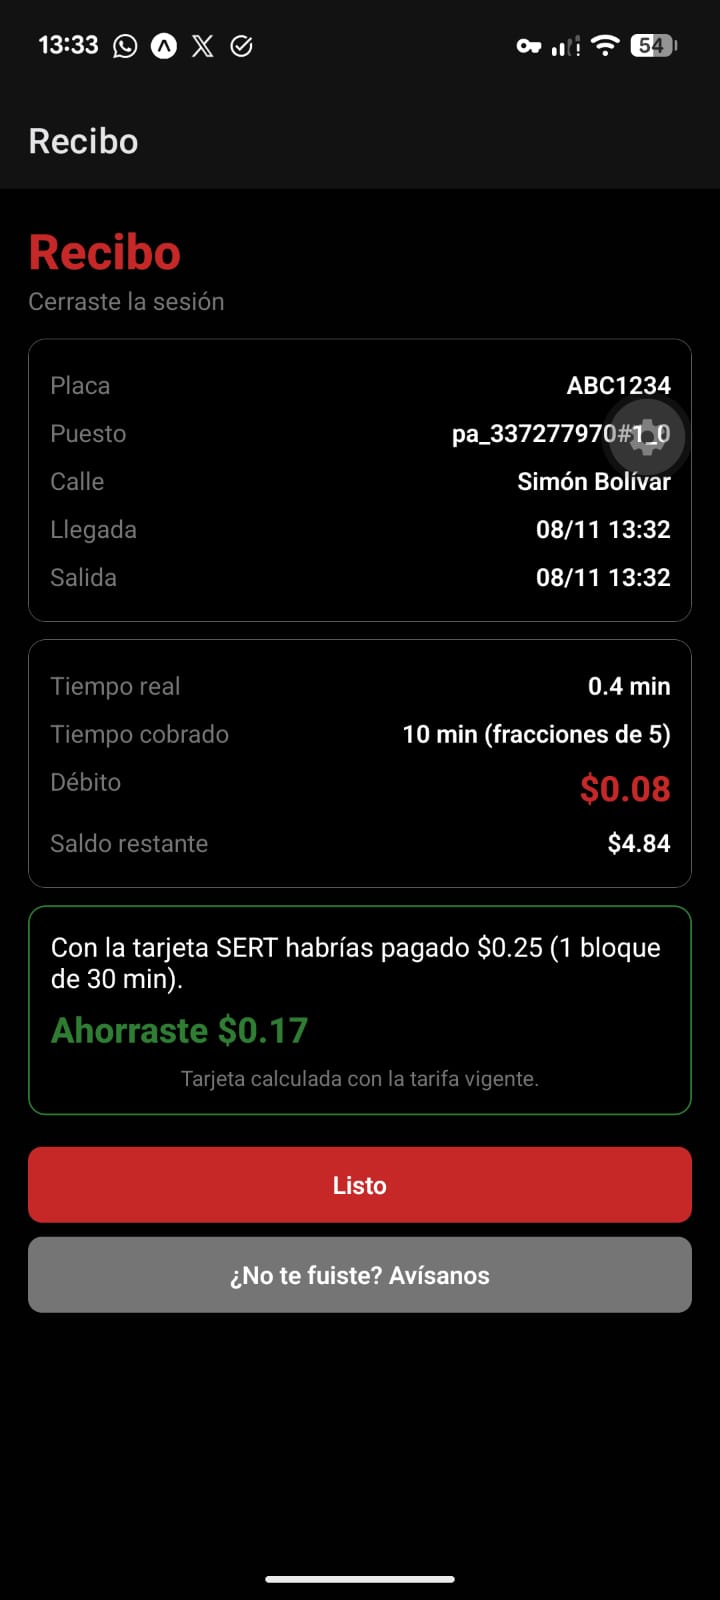 13:33
54
Recibo
Recibo
Cerraste la sesión
Placa ABC1234
Puesto pa_337277970#1_0
Calle Simón Bolívar
Llegada 08/11 13:32
Salida 08/11 13:32
Tiempo real 0.4 min
Tiempo cobrado 10 min (fracciones de 5)
Débito $0.08
Saldo restante $4.84
Con la tarjeta SERT habrías pagado $0.25 (1 bloque
de 30 min).
Ahorraste $0.17
Tarjeta calculada con la tarifa vigente.
Listo
¿No te fuiste? Avísanos